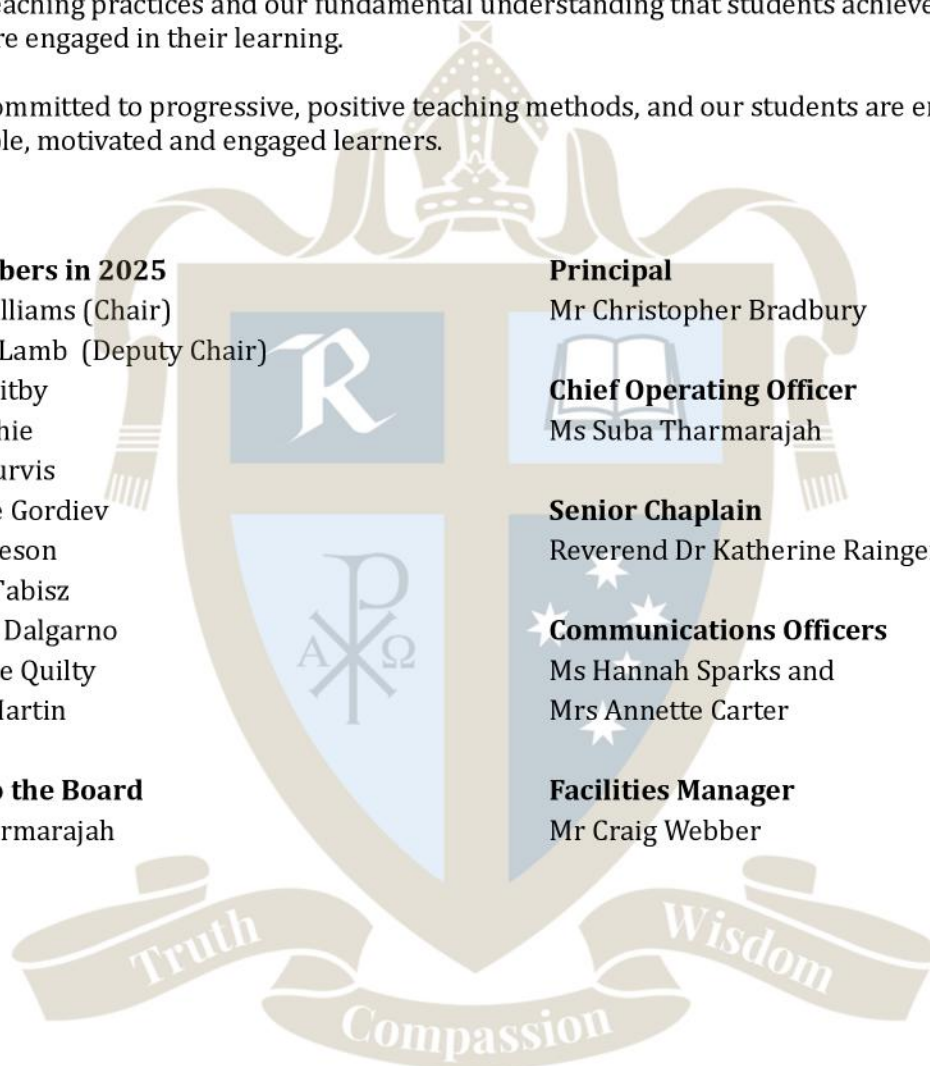 eaching practices and our fundamental understanding that students achieve
re engaged in their learning.
ommitted to progressive, positive teaching methods, and our students are en
le, motivated and engaged learners.
bers in 2025
lliams (Chair)
Lamb (Deputy Chair)
itby
hie
urvis
e Gordiev
eson
Tabisz
Dalgarno
e Quilty
Martin
o the Board
rmarajah
Principal
Mr Christopher Bradbury
Chief Operating Officer
Ms Suba Tharmarajah
Senior Chaplain
Reverend Dr Katherine Rainge
Communications Officers
Ms Hannah Sparks and
Mrs Annette Carter
Facilities Manager
Mr Craig Webber
R
Α Ω
Truth
Compassion
Wisdom